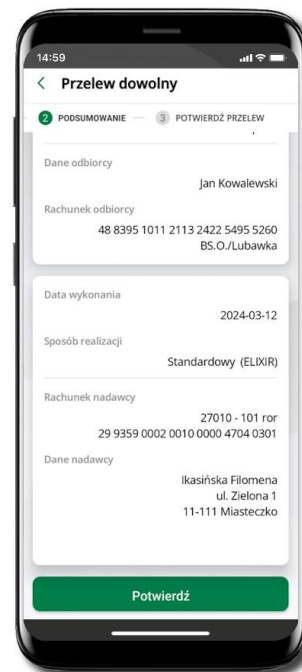 14:59
Przelew dowolny
2 PODSUMOWANIE 3 POTWIERDŹ PRZELEW
Dane odbiorcy
Jan Kowalewski
Rachunek odbiorcy
48 8395 1011 2113 2422 5495 5260
BS.O./Lubawka
Data wykonania
2024-03-12
Sposób realizacji
Standardowy (ELIXIR)
Rachunek nadawcy
27010 - 101 ror
29 9359 0002 0010 0000 4704 0301
Dane nadawcy
Ikasińska Filomena
ul. Zielona 1
11-111 Miasteczko
Potwierdź